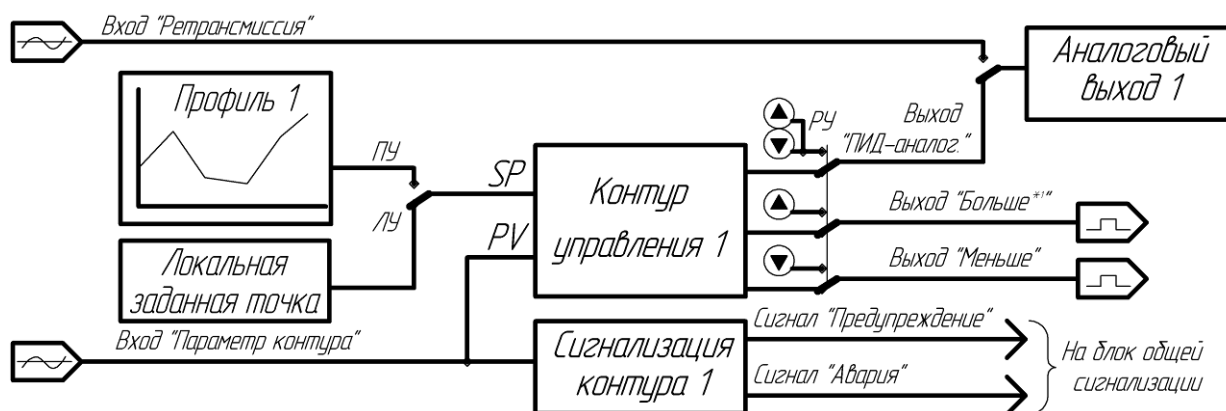 Вход "Ретрансмиссия"
Аналоговый
выход 1
Профиль 1
ПУ
ЛУ
Локальная
заданная точка
SP
PV
Контур
управления 1
РУ
Выход
"ПИД-аналог."
Выход "Больше*¹"
Выход "Меньше"
Вход "Параметр контура"
Сигнализация
контура 1
Сигнал "Предупреждение"
Сигнал "Авария"
На блок общей
сигнализации